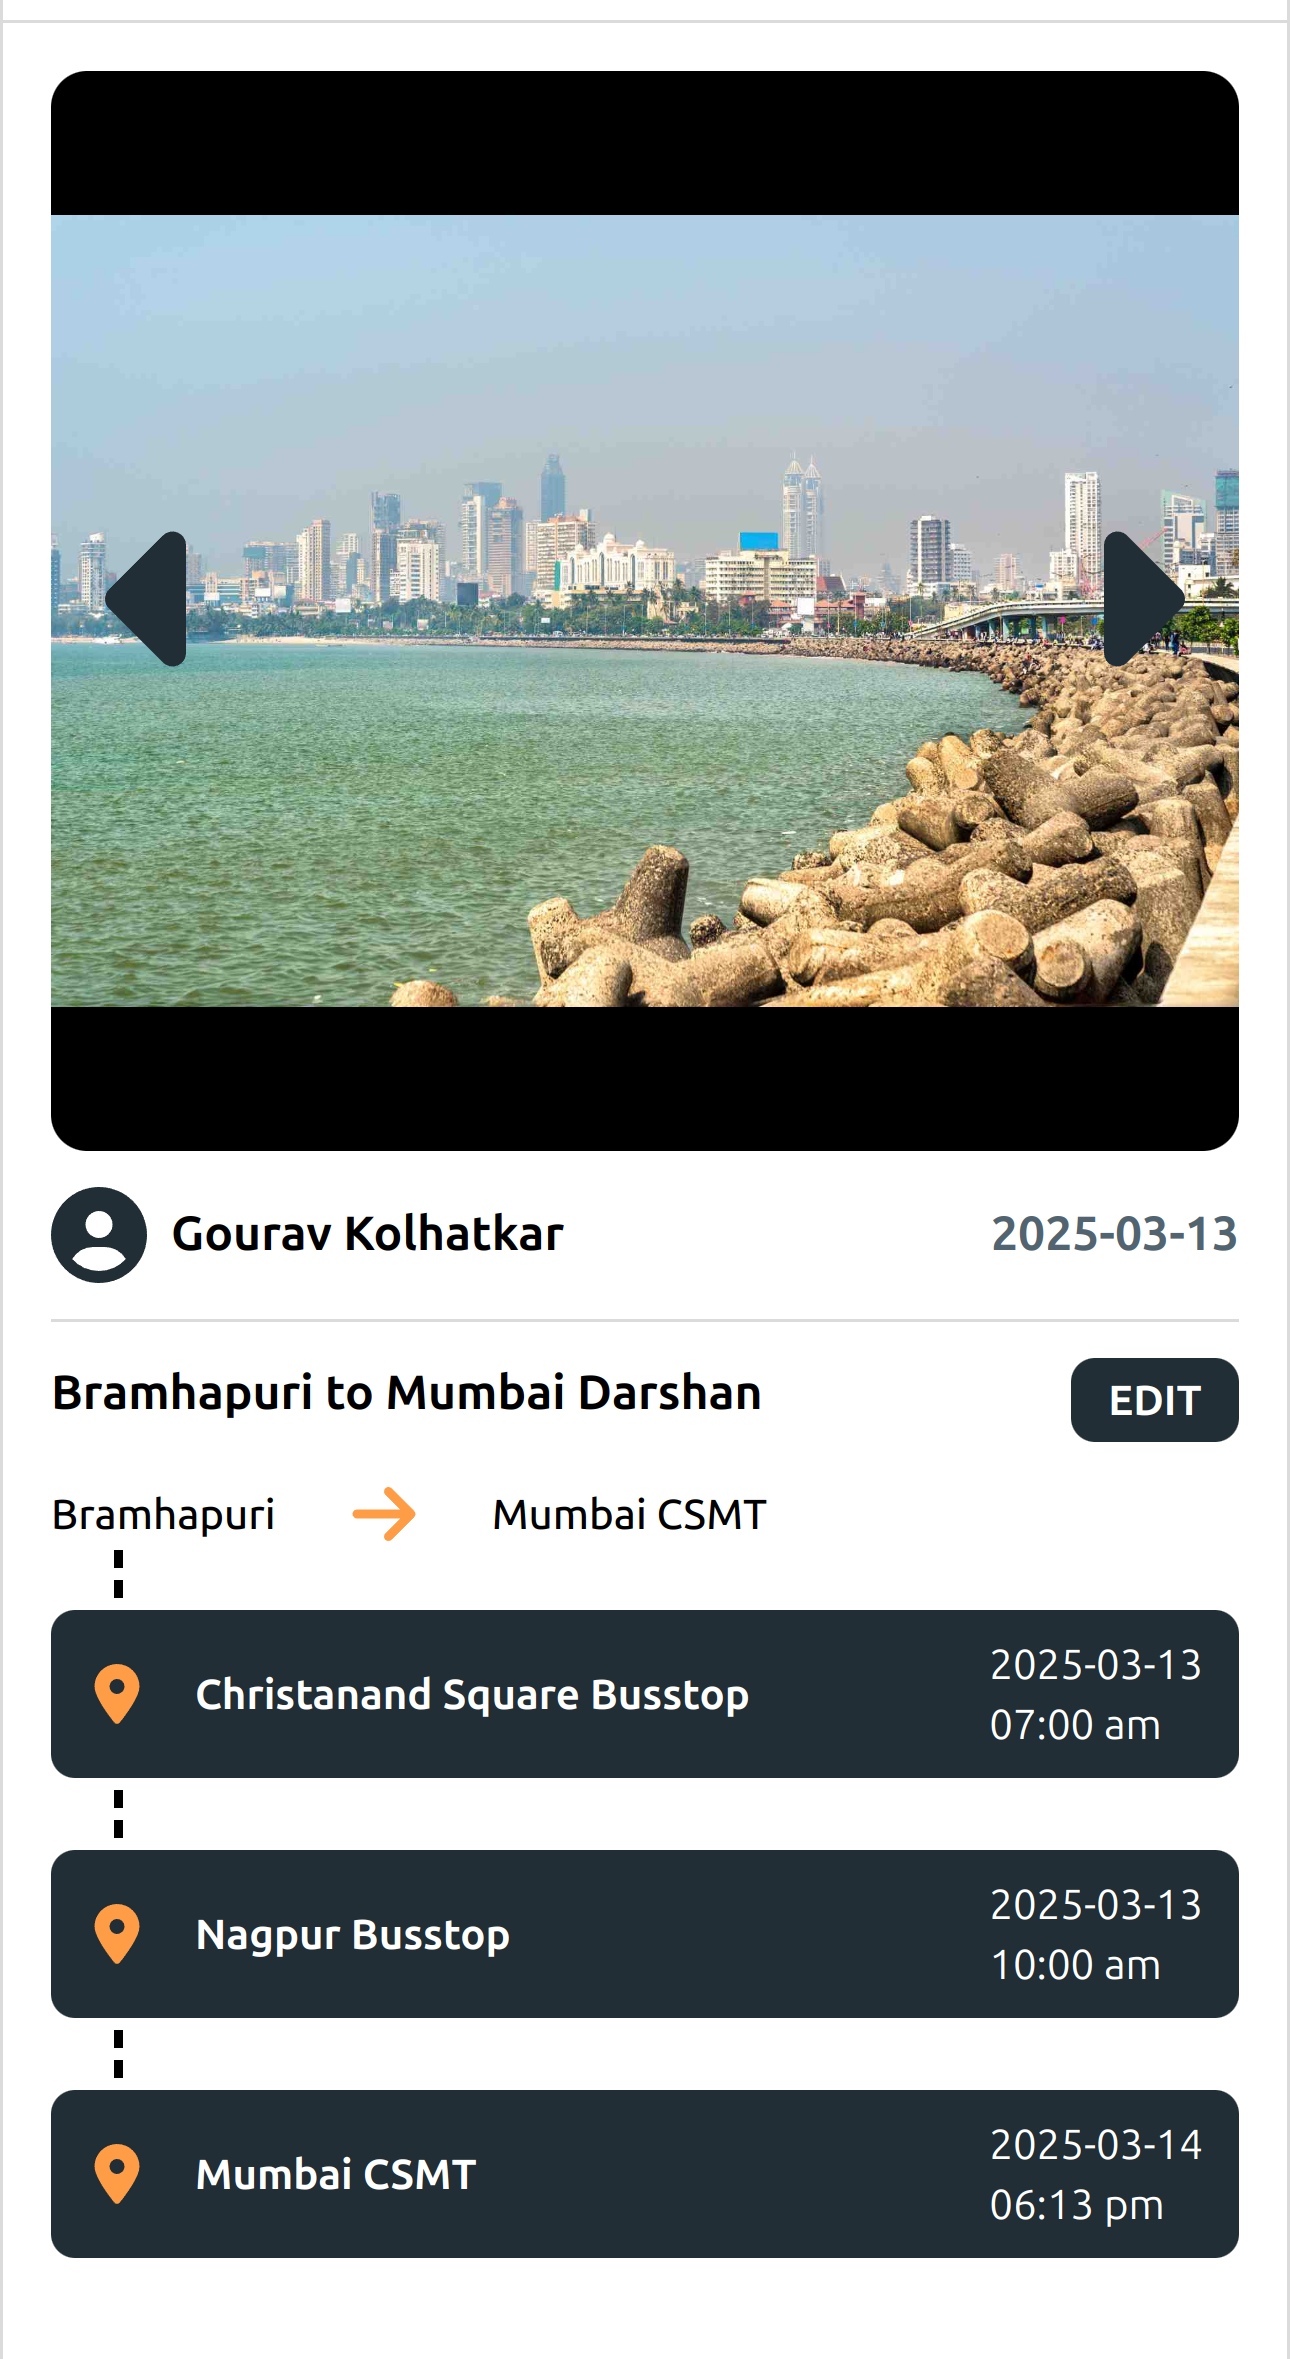 Gourav Kolhatkar
2025-03-13
Bramhapuri to Mumbai Darshan
EDIT
Bramhapuri
Mumbai CSMT
Christanand Square Busstop
2025-03-13
07:00 am
Nagpur Busstop
2025-03-13
10:00 am
Mumbai CSMT
2025-03-14
06:13 pm